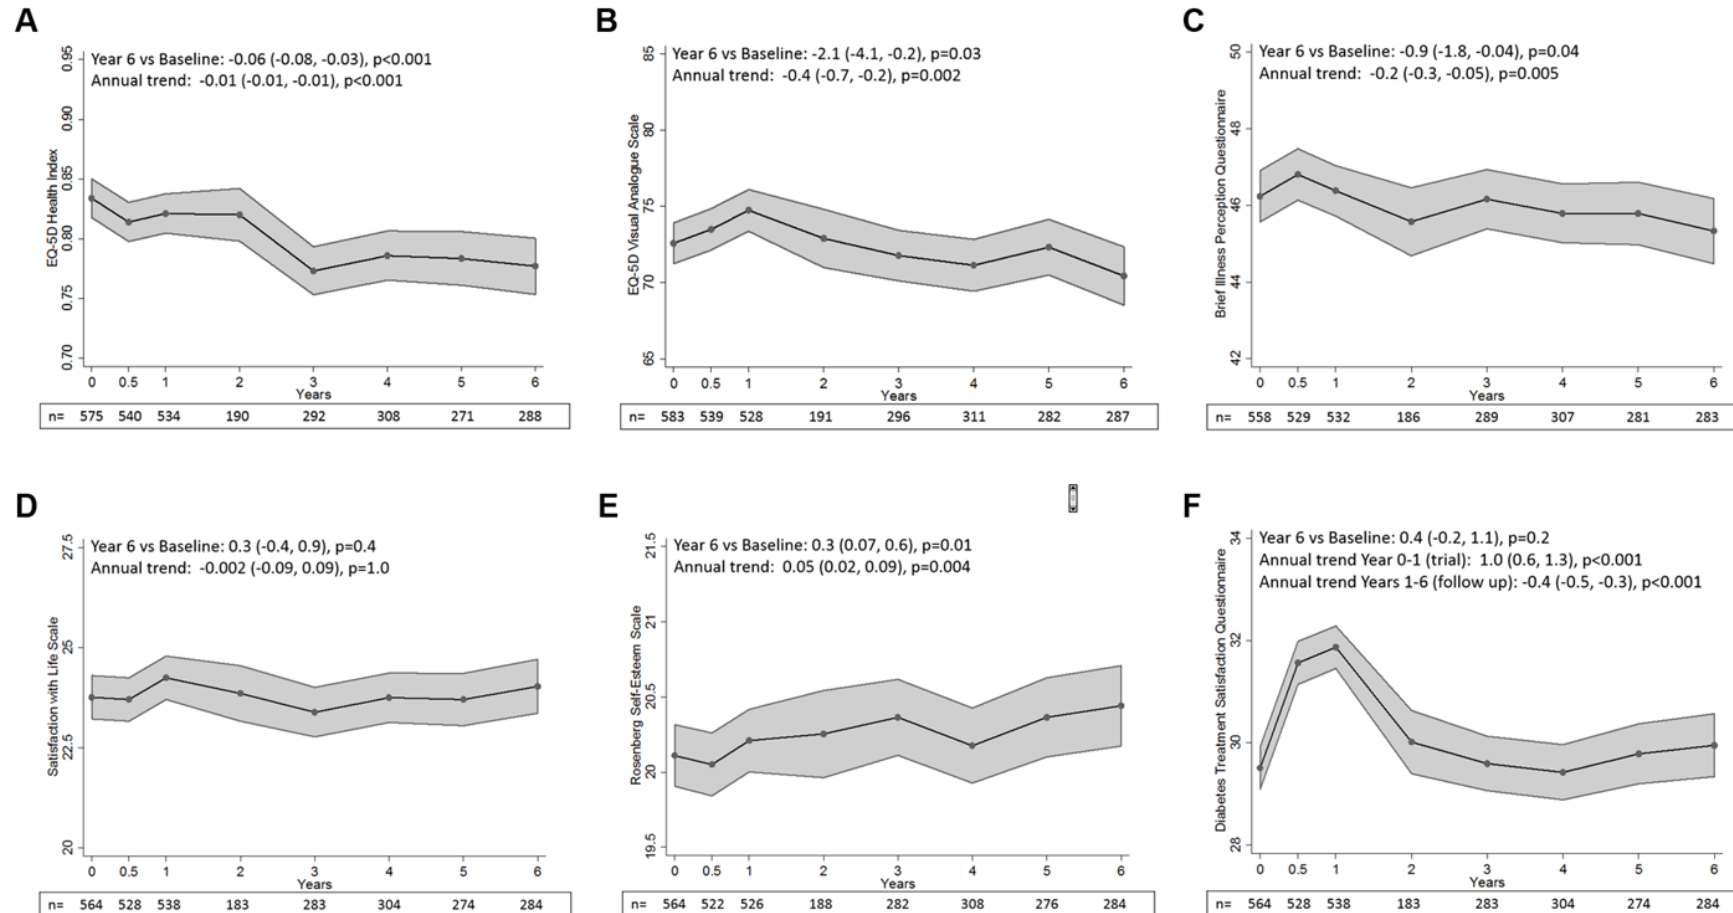 A
Year 6 vs Baseline: -0.06 (-0.08, -0.03), p<0.001
Annual trend: -0.01 (-0.01, -0.01), p<0.001
EQ-5D Health Index
0.95
0.90
0.85
0.80
0.75
0.70
0 0.5 1 2 3 4 5 6
Years
n= 575 540 534 190 292 308 271 288
B
Year 6 vs Baseline: -2.1 (-4.1, -0.2), p=0.03
Annual trend: -0.4 (-0.7, -0.2), p=0.002
EQ-5D Visual Analogue Scale
85
80
75
70
65
0 0.5 1 2 3 4 5 6
Years
n= 583 539 528 191 296 311 282 287
C
Year 6 vs Baseline: -0.9 (-1.8, -0.04), p=0.04
Annual trend: -0.2 (-0.3, -0.05), p=0.005
Brief Illness Perception Questionnaire
50
48
46
44
42
0 0.5 1 2 3 4 5 6
Years
n= 558 529 532 186 289 307 281 283
D
Year 6 vs Baseline: 0.3 (-0.4, 0.9), p=0.4
Annual trend: -0.002 (-0.09, 0.09), p=1.0
Satisfaction with Life Scale
27.5
25
22.5
20
0 0.5 1 2 3 4 5 6
Years
n= 564 528 538 183 283 304 274 284
E
Year 6 vs Baseline: 0.3 (0.07, 0.6), p=0.01
Annual trend: 0.05 (0.02, 0.09), p=0.004
Rosenberg Self-Esteem Scale
21.5
21
20.5
20
19.5
0 0.5 1 2 3 4 5 6
Years
n= 564 522 526 188 282 308 276 284
F
Year 6 vs Baseline: 0.4 (-0.2, 1.1), p=0.2
Annual trend Year 0-1 (trial): 1.0 (0.6, 1.3), p<0.001
Annual trend Years 1-6 (follow up): -0.4 (-0.5, -0.3), p<0.001
Diabetes Treatment Satisfaction Questionnaire
34
32
30
28
0 0.5 1 2 3 4 5 6
Years
n= 564 528 538 183 283 304 274 284